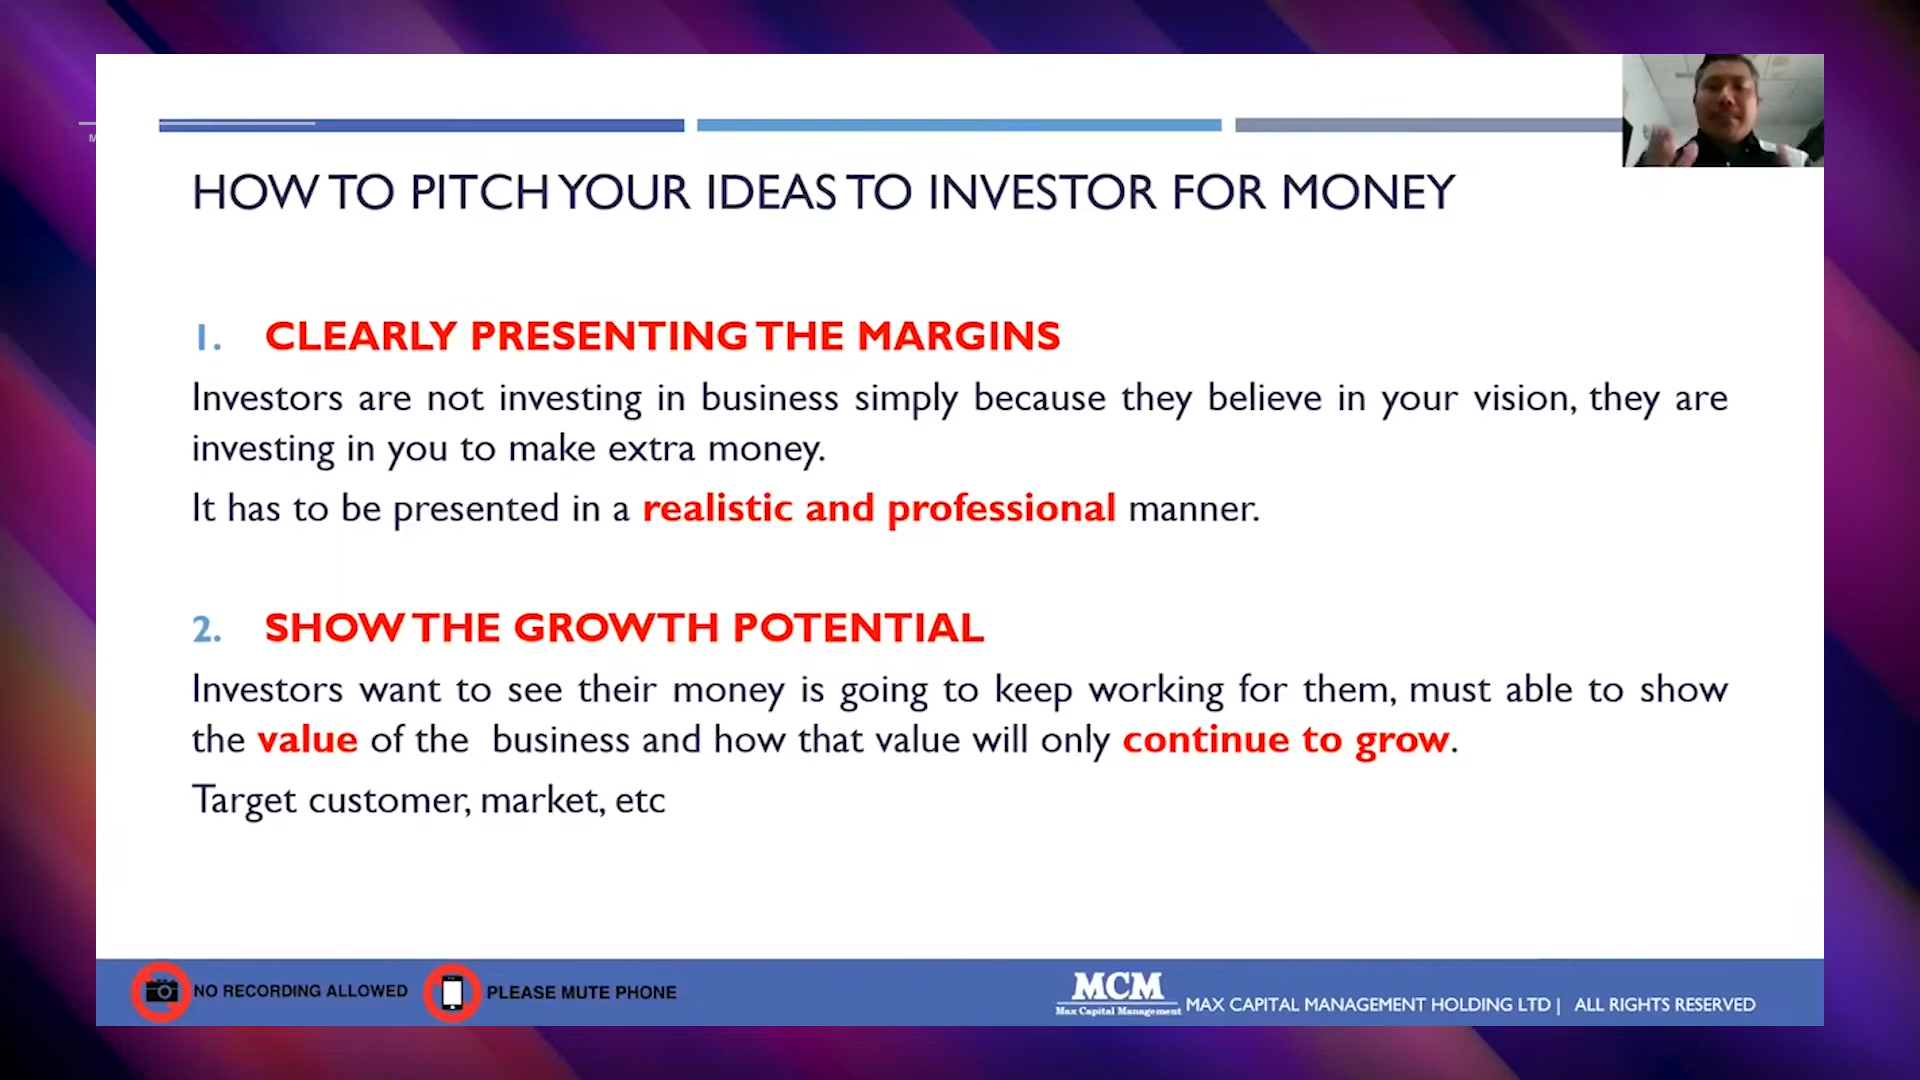 HOW TO PITCH YOUR IDEAS TO INVESTOR FOR MONEY
1. CLEARLY PRESENTING THE MARGINS
Investors are not investing in business simply because they believe in your vision, they are
investing in you to make extra money.
It has to be presented in a realistic and professional manner.
2. SHOW THE GROWTH POTENTIAL
Investors want to see their money is going to keep working for them, must able to show
the value of the business and how that value will only continue to grow.
Target customer, market, etc
NO RECORDING ALLOWED
PLEASE MUTE PHONE
MCM
Max Capital Management
MAX CAPITAL MANAGEMENT HOLDING LTD | ALL RIGHTS RESERVED